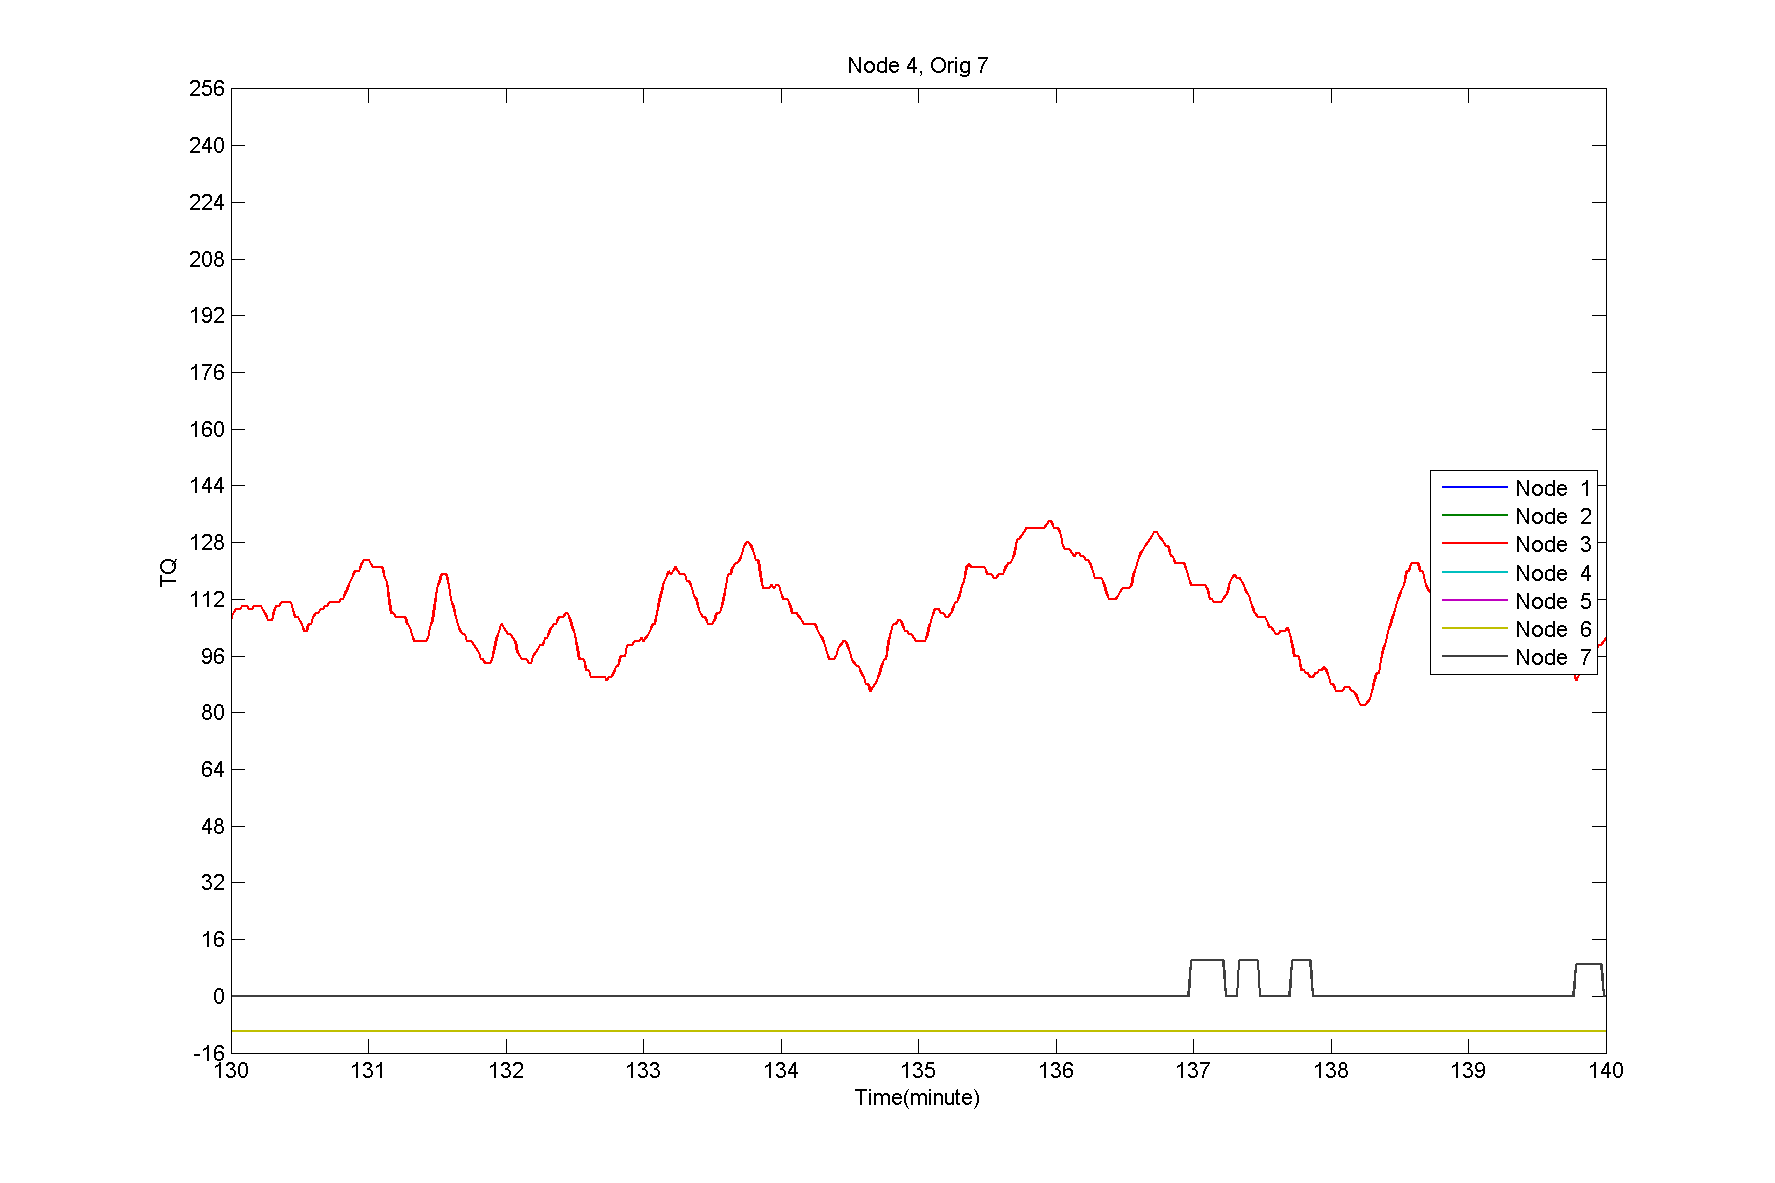 Node 4, Orig 7
256
240
224
208
192
176
160
144
128
112
96
80
64
48
32
16
0
-16
TQ
Node 1
Node 2
Node 3
Node 4
Node 5
Node 6
Node 7
130 131 132 133 134 135 136 137 138 139 140
Time(minute)